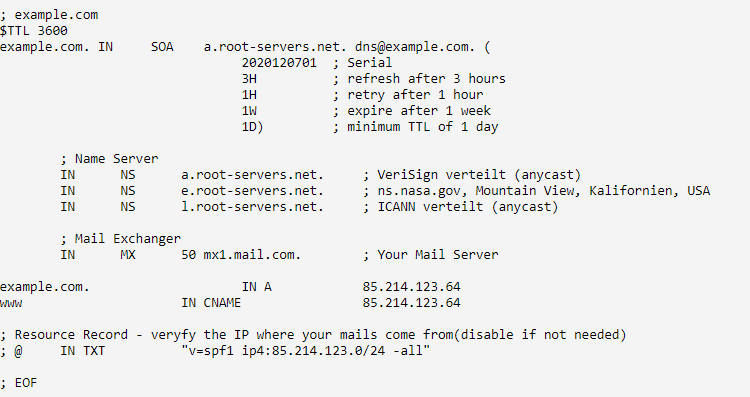 ; example.com
$TTL 3600
example.com. IN     SOA    a.root-servers.net. dns@example.com. (
                                2020120701  ; Serial
                                3H          ; refresh after 3 hours
                                1H          ; retry after 1 hour
                                1W          ; expire after 1 week
                                1D)         ; minimum TTL of 1 day
        ; Name Server
        IN      NS      a.root-servers.net.     ; VeriSign verteilt (anycast)
        IN      NS      e.root-servers.net.     ; ns.nasa.gov, Mountain View, Kalifornien, USA
        IN      NS      l.root-servers.net.     ; ICANN verteilt (anycast)
        ; Mail Exchanger
        IN      MX      50 mx1.mail.com.        ; Your Mail Server
example.com.                    IN A            85.214.123.64
www                     IN CNAME                85.214.123.64
; Resource Record - veryfy the IP where your mails come from(disable if not needed)
; @     IN TXT          "v=spf1 ip4:85.214.123.0/24 -all"
; EOF